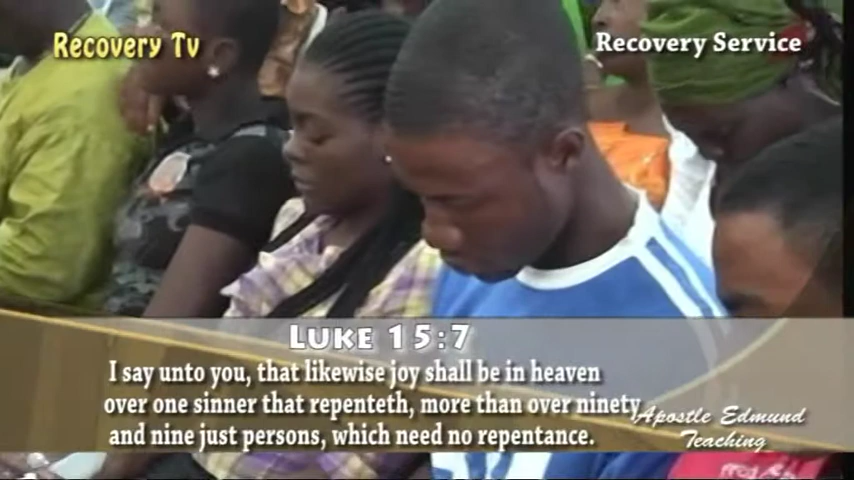 Recovery Tv
Recovery Service
LUKE 15:7
I say unto you, that likewise joy shall be in heaven
over one sinner that repenteth, more than over ninety
and nine just persons, which need no repentance.
Apostle Edmund
Teaching